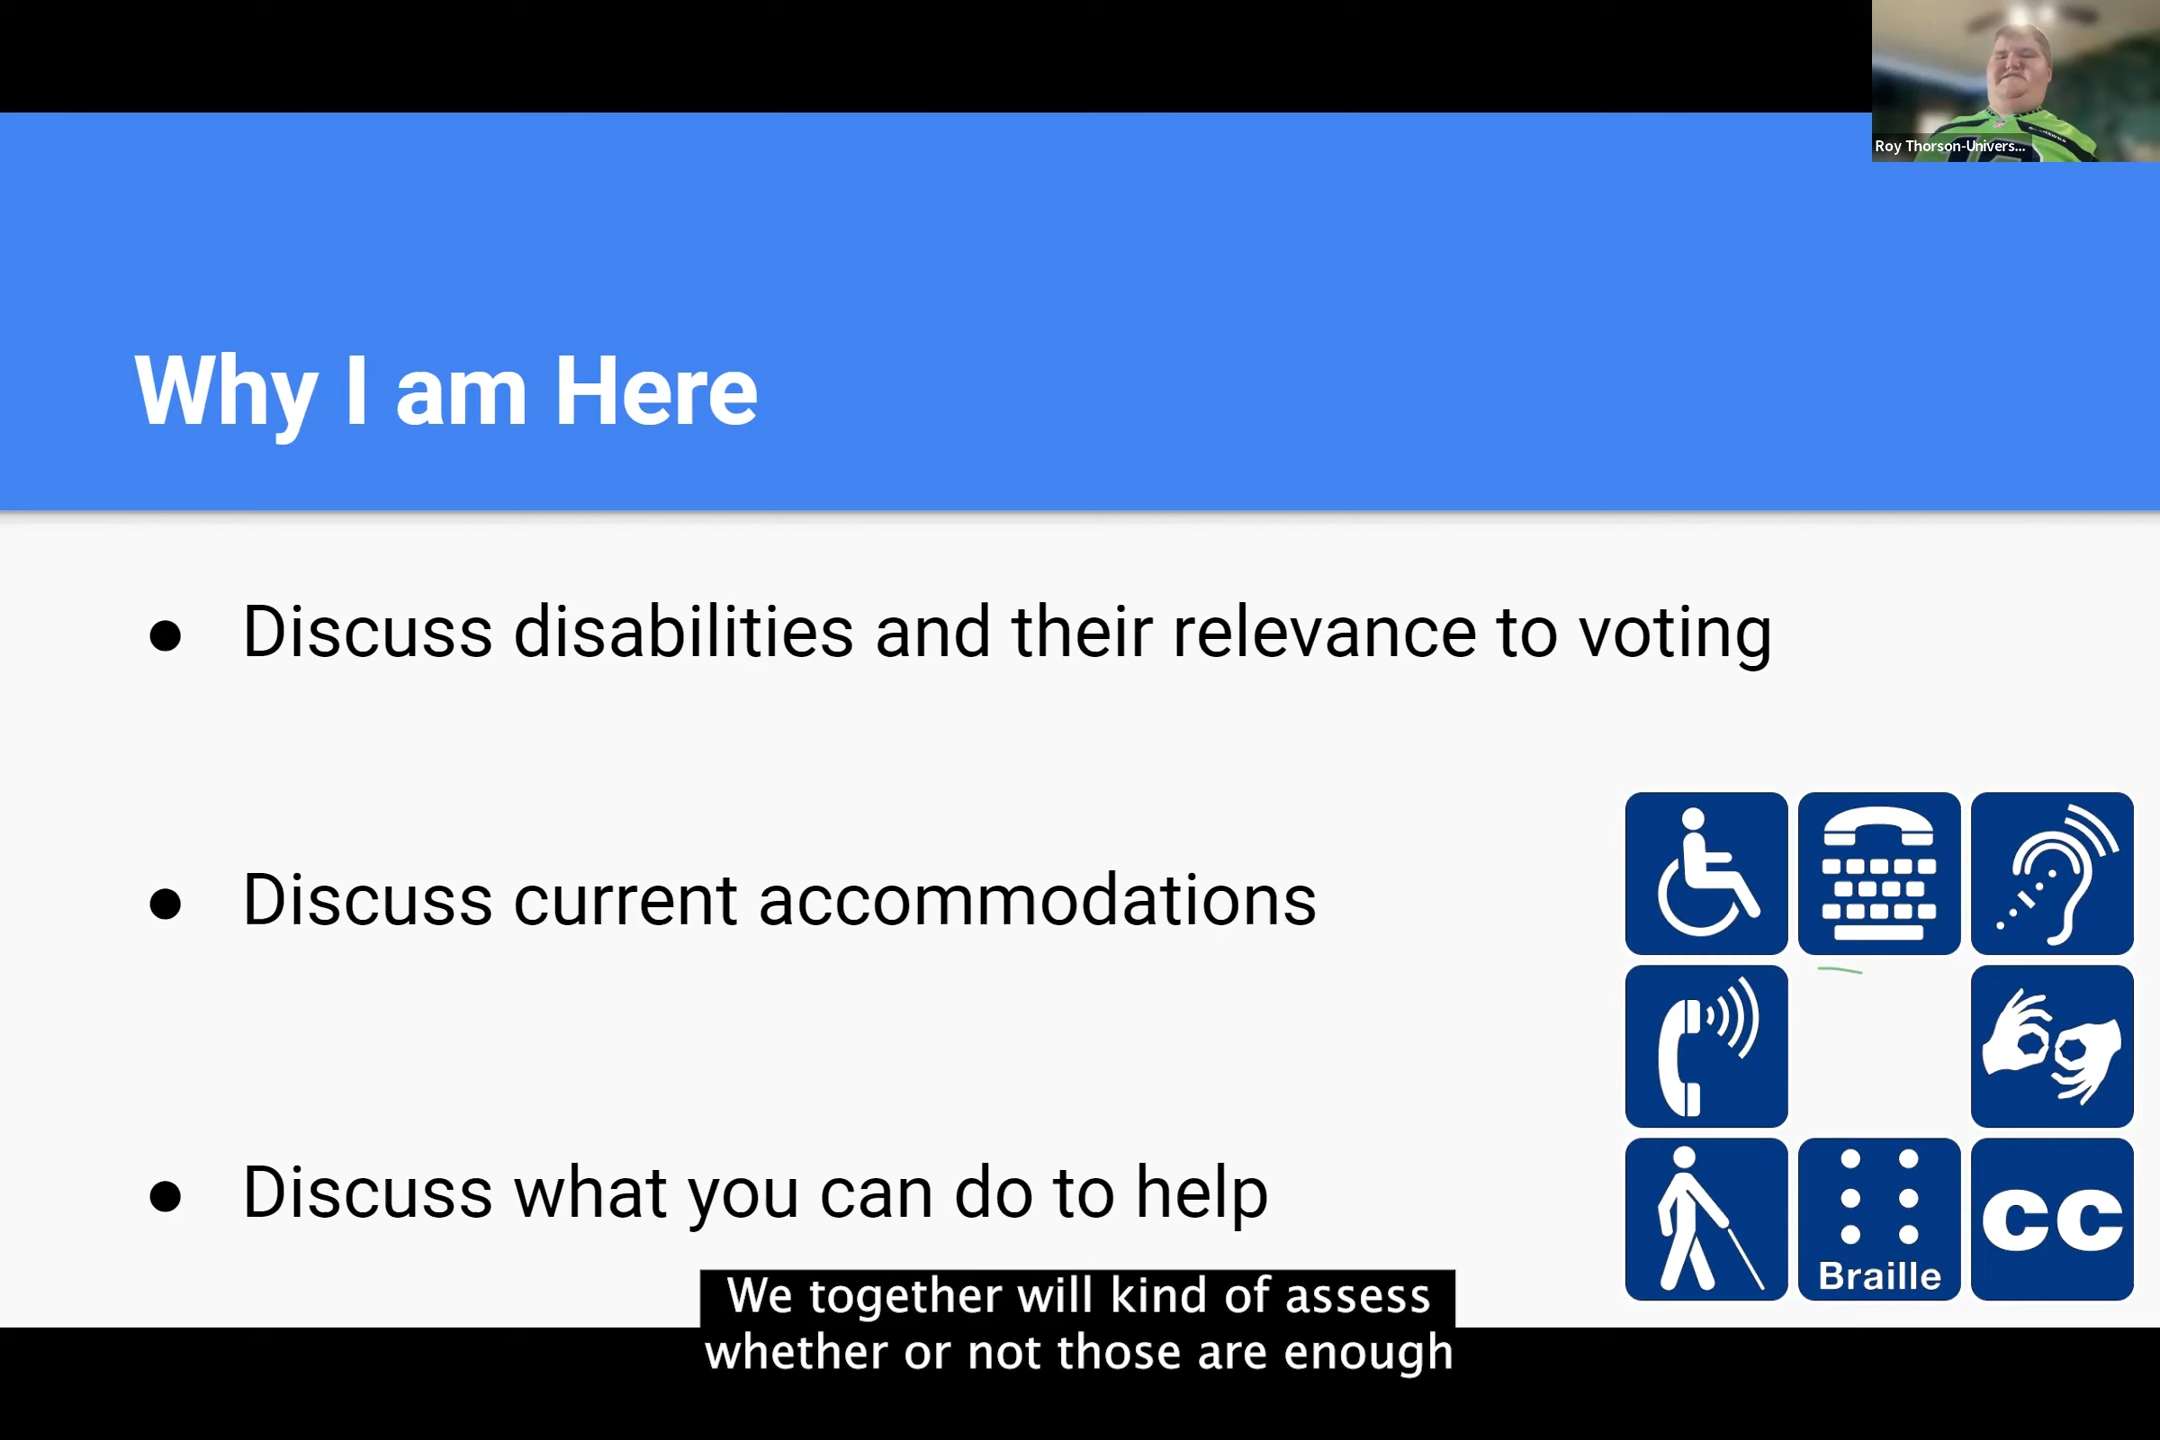 Roy Thorson-Univers...
Why I am Here
● Discuss disabilities and their relevance to voting
● Discuss current accommodations
● Discuss what you can do to help
CC
Braille
We together will kind of assess
whether or not those are enough